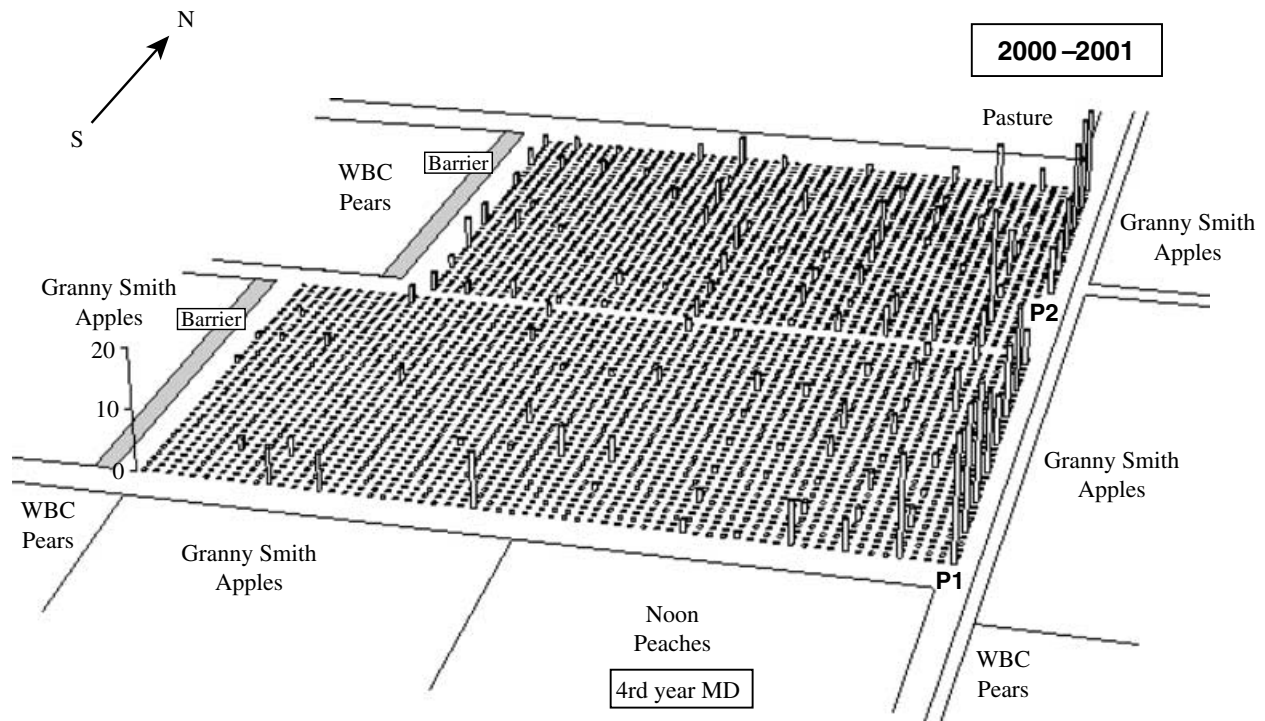 N
2000–2001
S
Pasture
WBC
Pears
Barrier
Granny Smith
Apples
Granny Smith
Apples
Barrier
P2
20
10
0
Granny Smith
Apples
WBC
Pears
Granny Smith
Apples
P1
Noon
Peaches
4rd year MD
WBC
Pears